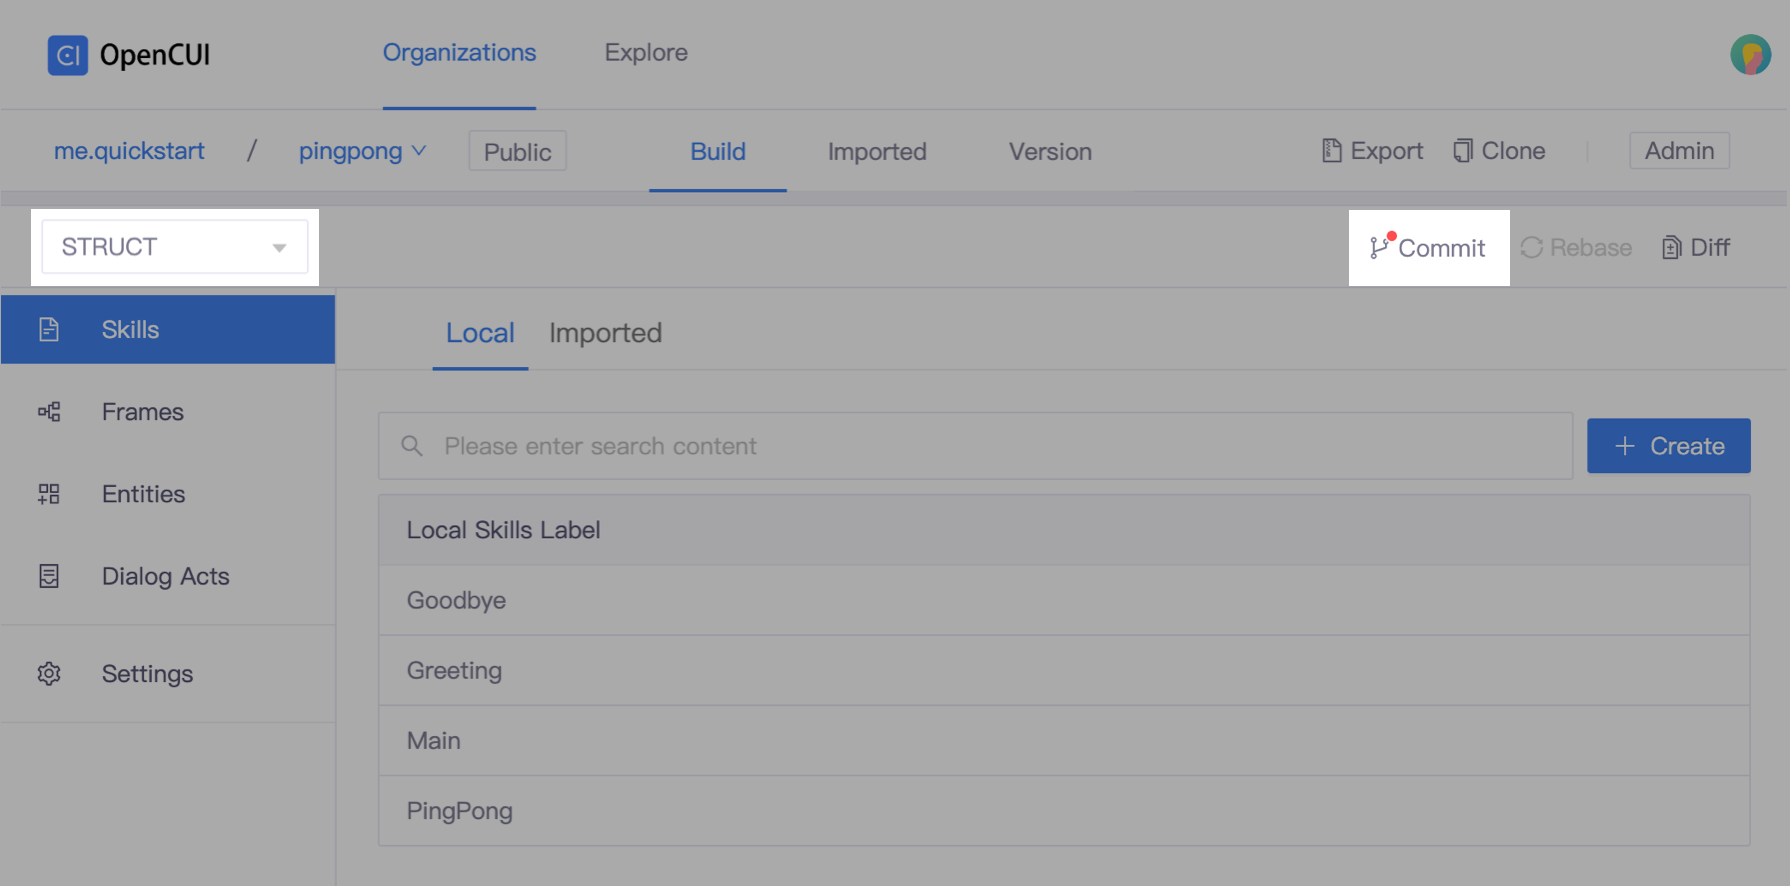 OpenCUI Organizations Explore
me.quickstart / pingpong Public Build Imported Version Export Clone Admin
STRUCT Commit Rebase Diff
Skills
Local Imported
Frames
Please enter search content + Create
Entities
Local Skills Label
Dialog Acts
Goodbye
Settings
Greeting
Main
PingPong